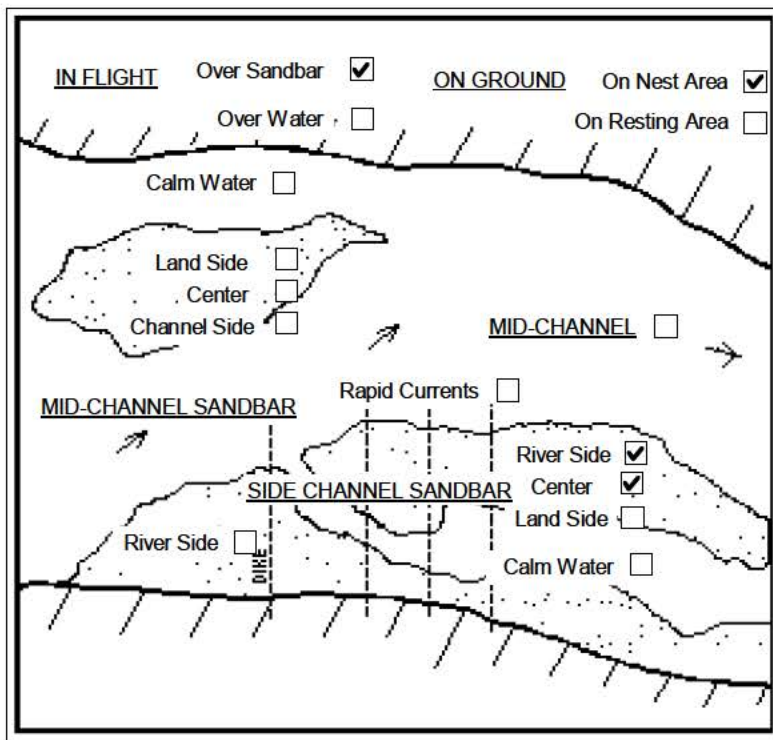 IN FLIGHT Over Sandbar ON GROUND On Nest Area
Over Water On Resting Area
Calm Water
Land Side
Center
Channel Side MID-CHANNEL
Rapid Currents
MID-CHANNEL SANDBAR
River Side
SIDE CHANNEL SANDBAR Center
Land Side
River Side
DIKE
Calm Water